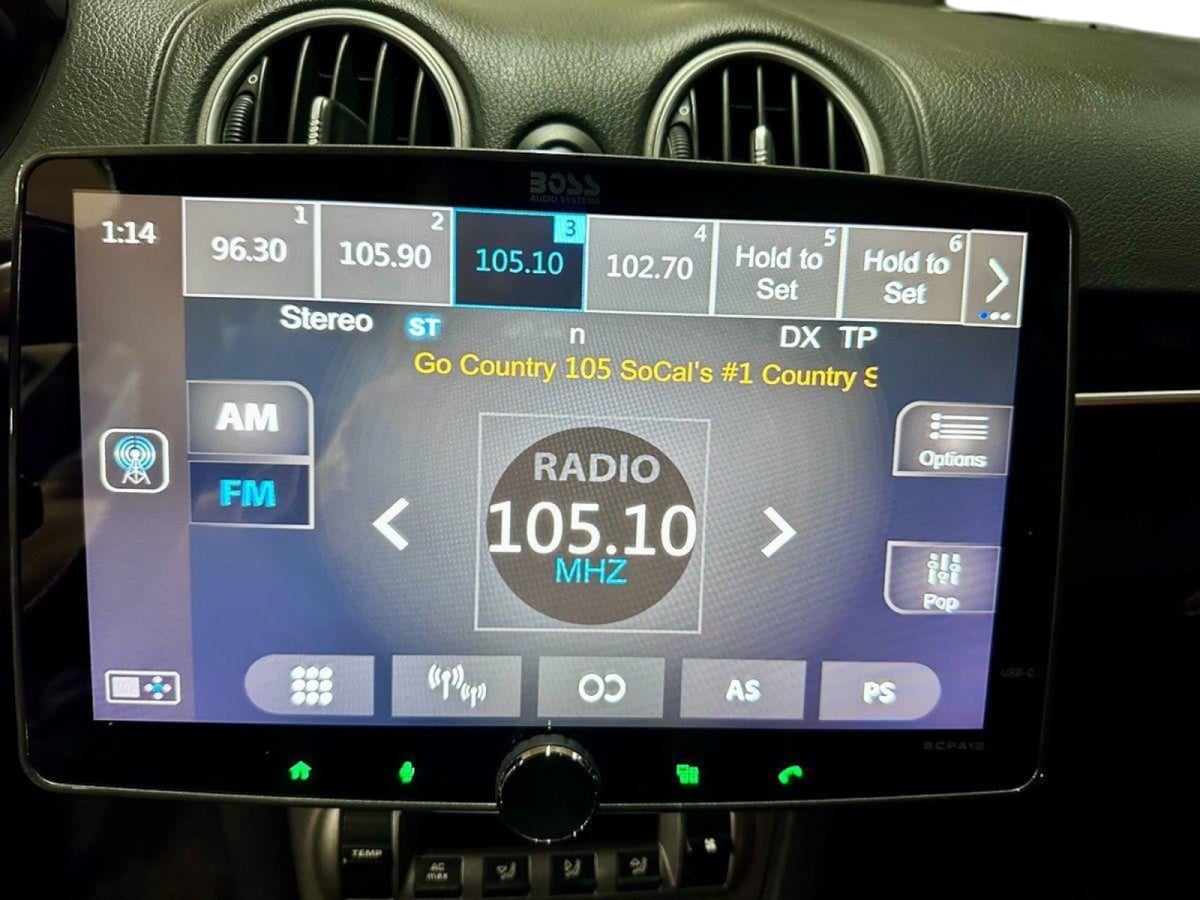 BOSS
AUDIO SYSTEMS
1:14
1
96.30
2
105.90
3
105.10
4
102.70
5
Hold to
Set
6
Hold to
Set
Stereo ST n DX TP
Go Country 105 SoCal's #1 Country S
AM
FM
RADIO
105.10
MHZ
Options
Pop
AS
PS
USB-C
BCPA12
TEMP
AC
max